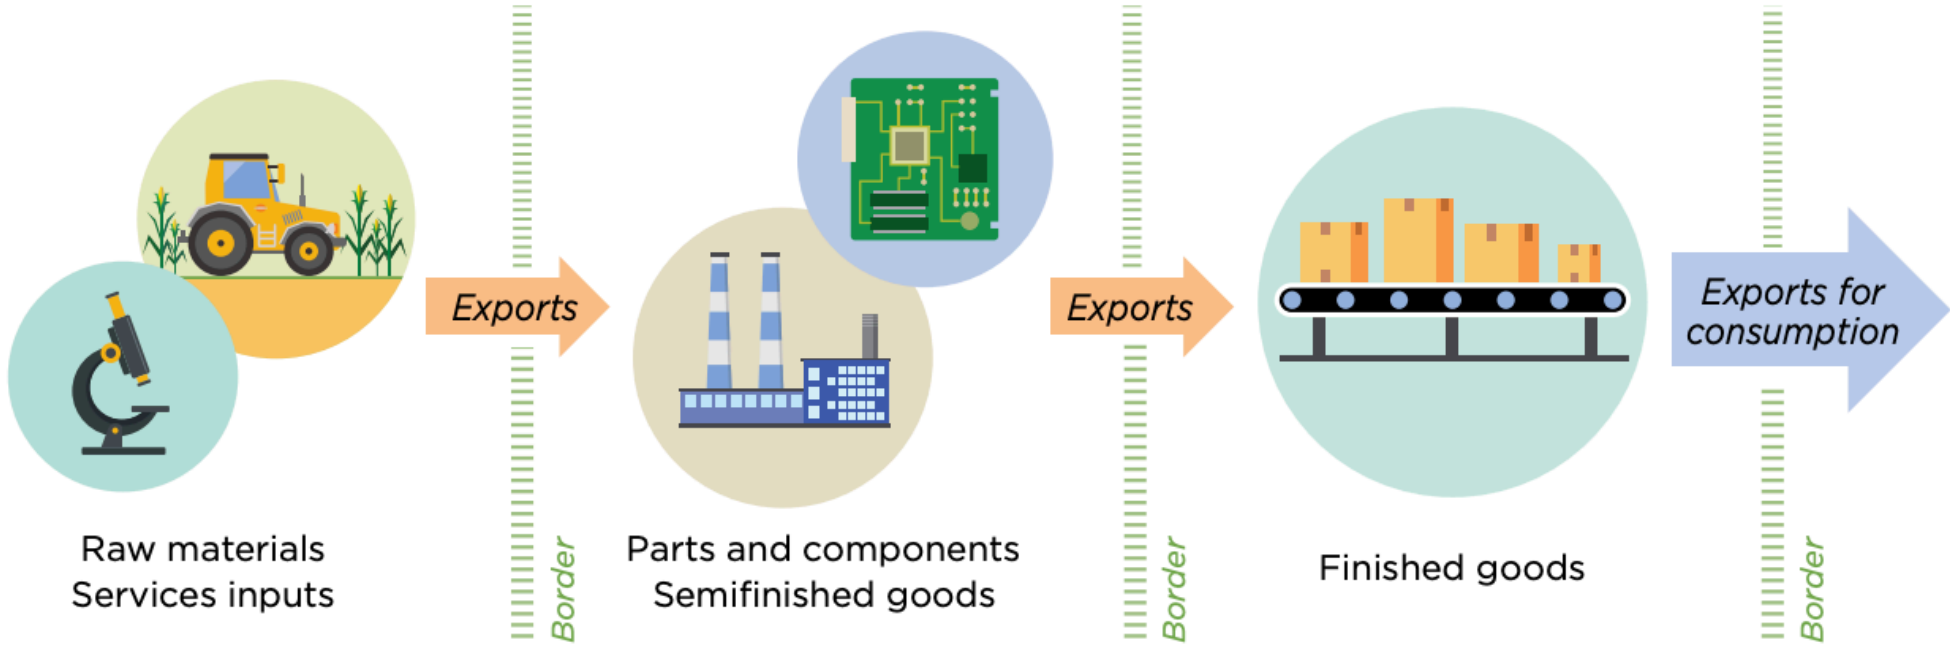 Raw materials
Services inputs
Exports
Border
Parts and components
Semifinished goods
Exports
Border
Finished goods
Exports for
consumption
Border